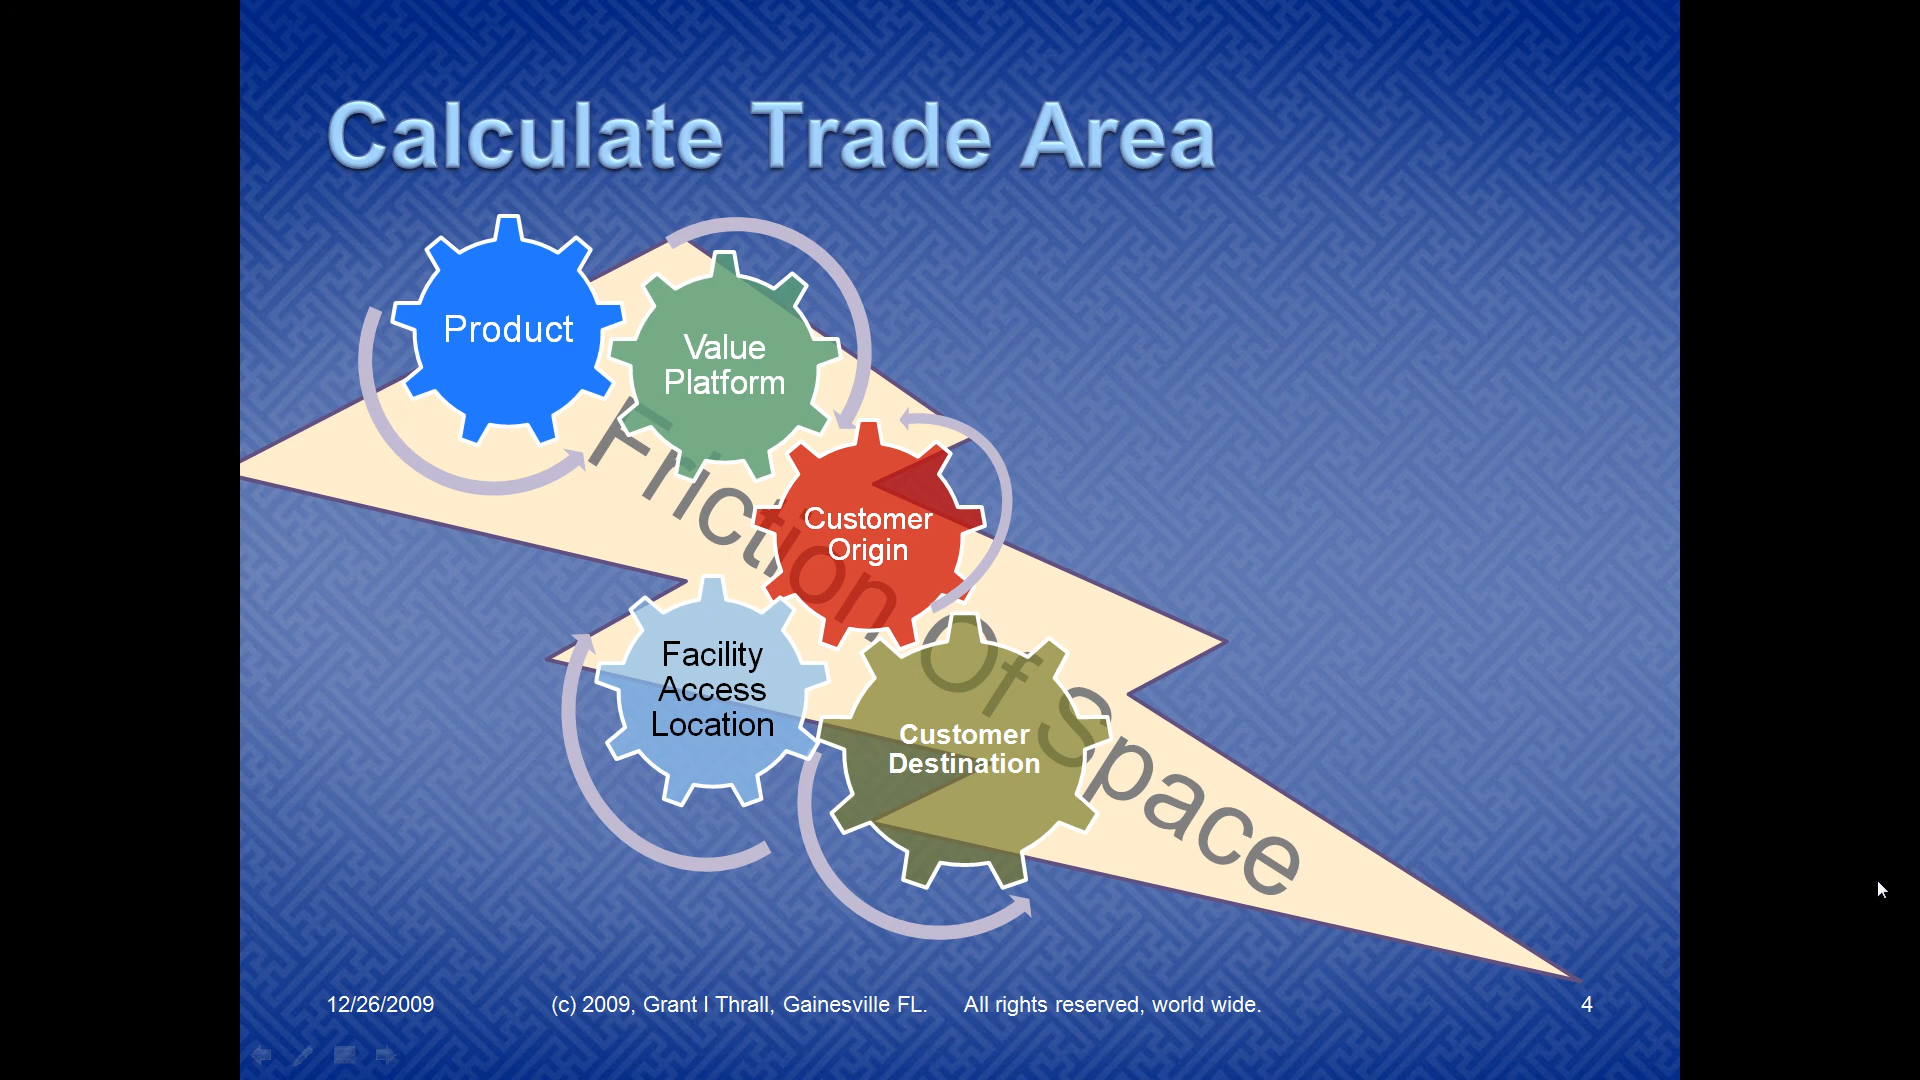 Calculate Trade Area
Product
Value
Platform
Friction Of Space
Customer
Origin
Facility
Access
Location
Customer
Destination
12/26/2009
(c) 2009, Grant I Thrall, Gainesville FL. All rights reserved, world wide.
4